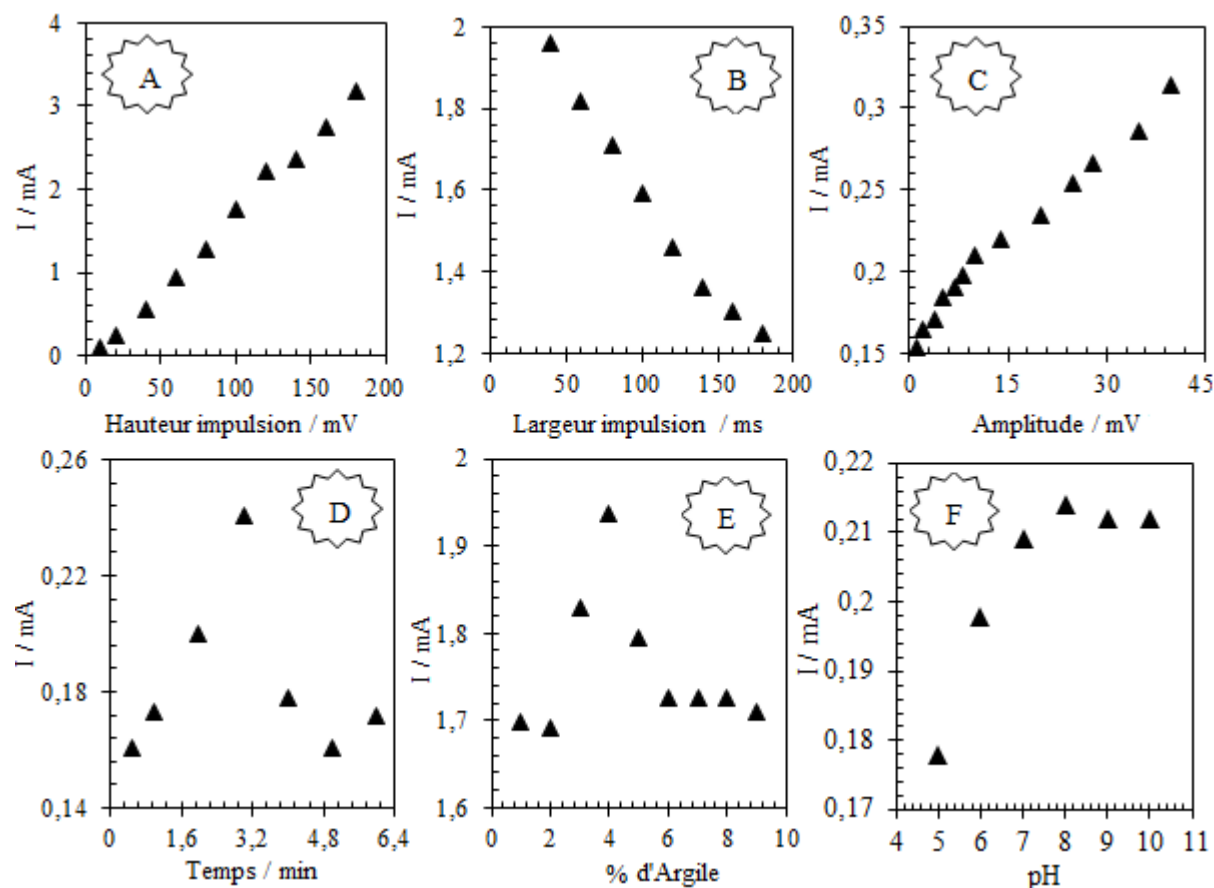 4
3
2
1
0
I / mA
A
0 50 100 150 200
Hauteur impulsion / mV
2
1,8
1,6
1,4
1,2
I / mA
B
0 50 100 150 200
Largeur impulsion / ms
0,35
0,3
0,25
0,2
0,15
I / mA
C
0 15 30 45
Amplitude / mV
0,26
0,22
0,18
0,14
I / mA
D
0 1,6 3,2 4,8 6,4
Temps / min
2
1,9
1,8
1,7
1,6
I / mA
E
0 2 4 6 8 10
% d'Argile
0,22
0,21
0,2
0,19
0,18
0,17
I / mA
F
4 5 6 7 8 9 10 11
pH